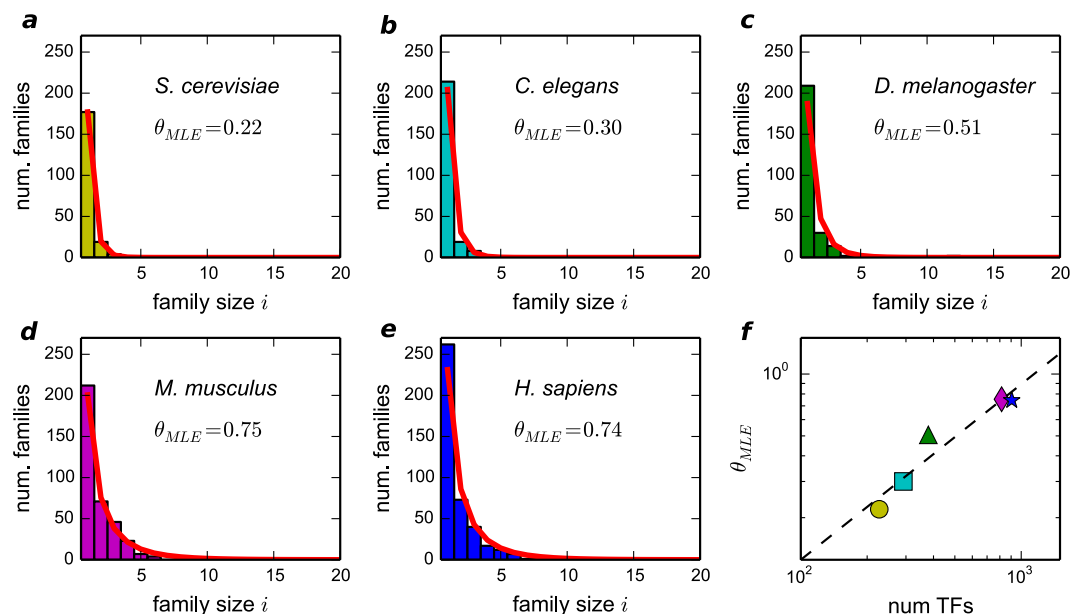 a
S. cerevisiae
θ_MLE=0.22
num. families
0
50
100
150
200
250
5
10
15
20
family size i
b
C. elegans
θ_MLE=0.30
num. families
0
50
100
150
200
250
5
10
15
20
family size i
c
D. melanogaster
θ_MLE=0.51
num. families
0
50
100
150
200
250
5
10
15
20
family size i
d
M. musculus
θ_MLE=0.75
num. families
0
50
100
150
200
250
5
10
15
20
family size i
e
H. sapiens
θ_MLE=0.74
num. families
0
50
100
150
200
250
5
10
15
20
family size i
f
θ_MLE
10^0
10^2
10^3
num TFs